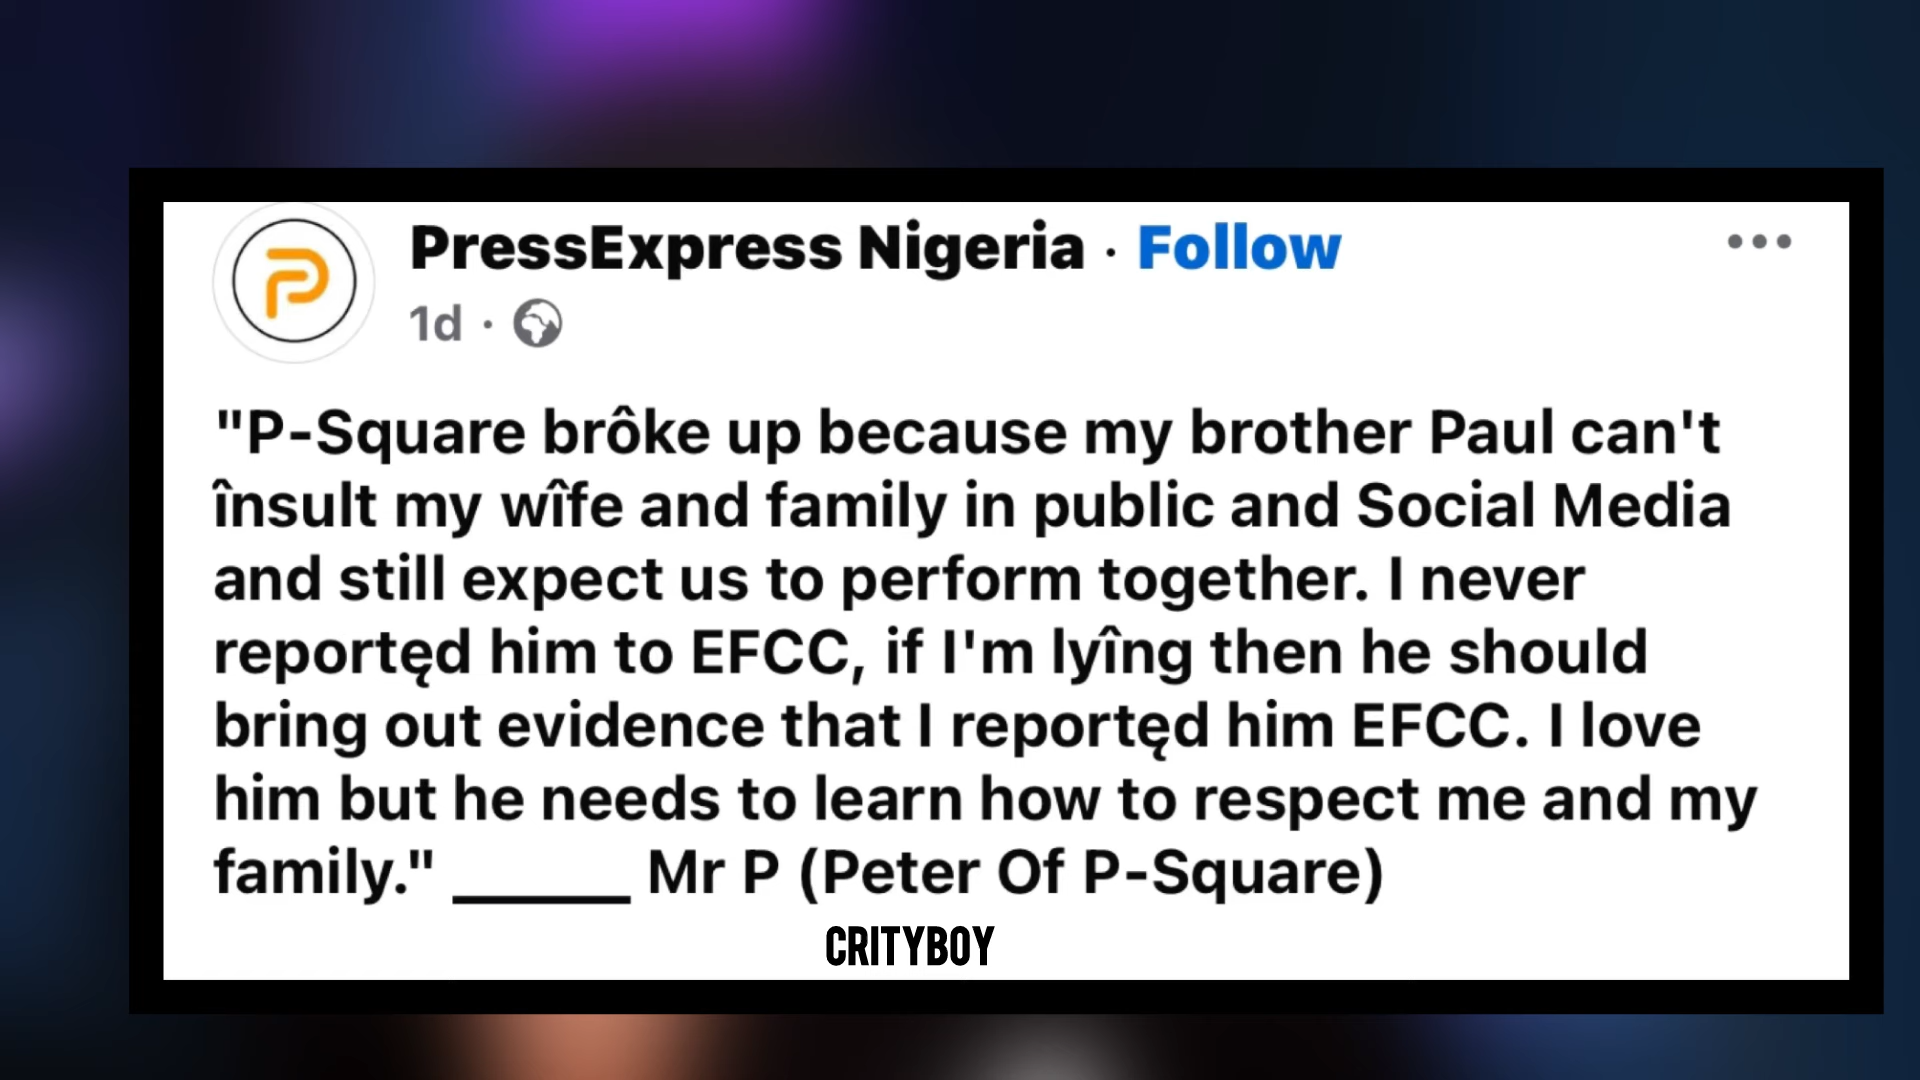 PressExpress Nigeria · Follow
1d ·
"P-Square brôke up because my brother Paul can't
însult my wîfe and family in public and Social Media
and still expect us to perform together. I never
reportęd him to EFCC, if I'm lyîng then he should
bring out evidence that I reportęd him EFCC. I love
him but he needs to learn how to respect me and my
family." ______ Mr P (Peter Of P-Square)
CRITYBOY